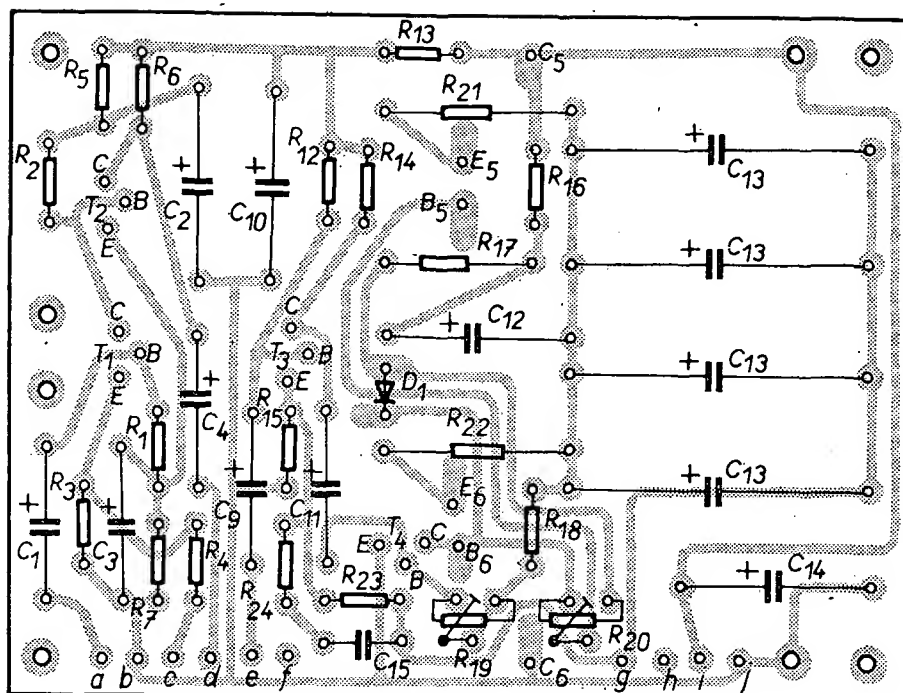 R13
C5
R5
R6
R21
R2
C
+
+
R12
R14
E5
+
C13
T2
B
C2
C10
B5
R16
E
R17
+
C13
C
C
+
C12
T1
B
T3
B
E
+
E
D1
+
C13
C4
R15
R22
R1
R3
+
+
+
+
E6
+
C13
C1
C3
R4
C9
C11
T4
E
C
B6
R18
B
+
C14
R7
R24
R23
C15
R19
R20
C6
a b c d e f g h i j